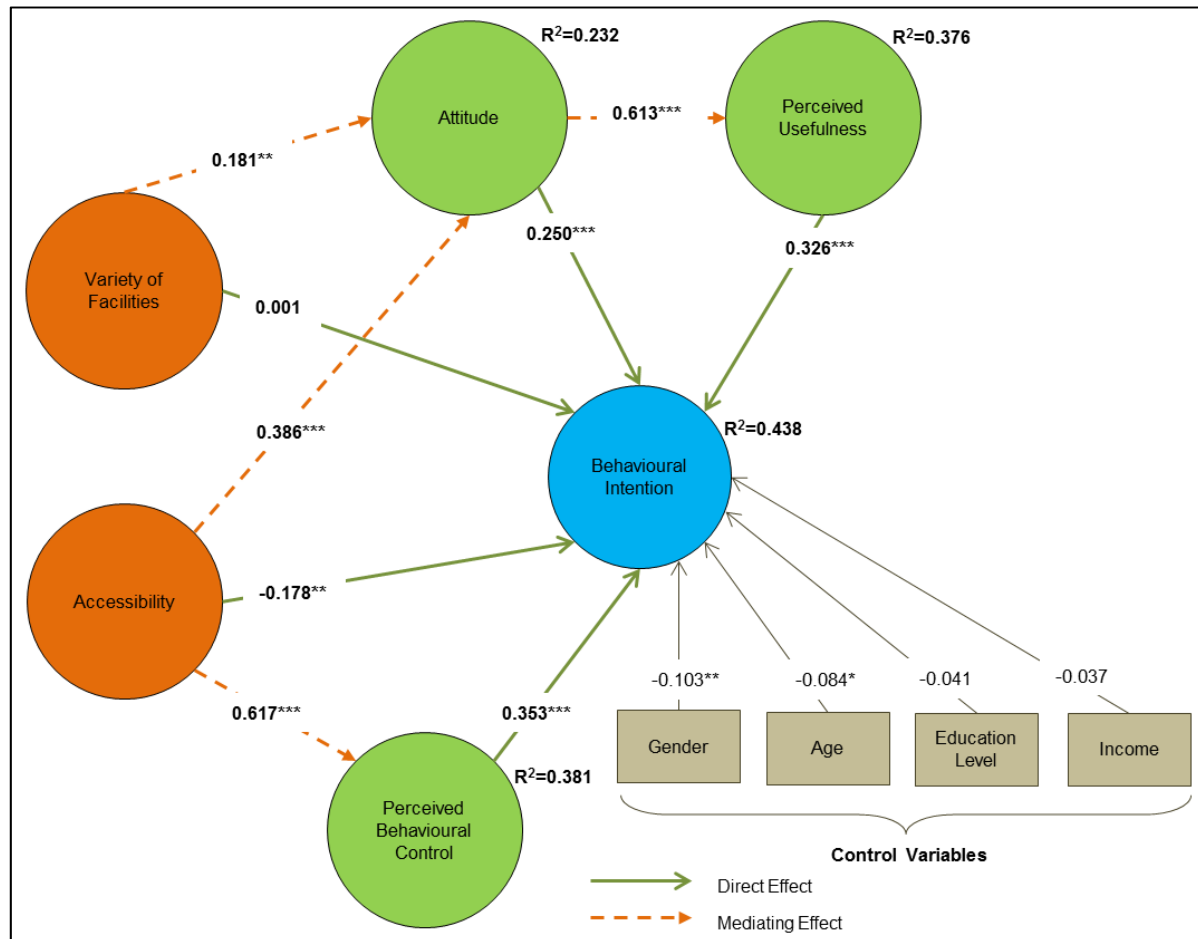 R²=0.232
R²=0.376
Attitude
0.613***
Perceived
Usefulness
0.181**
0.250***
0.326***
Variety of
Facilities
0.001
0.386***
R²=0.438
Behavioural
Intention
Accessibility
-0.178**
0.617***
0.353***
-0.103**
-0.084*
-0.041
-0.037
Gender
Age
Education
Level
Income
R²=0.381
Perceived
Behavioural
Control
Control Variables
Direct Effect
Mediating Effect